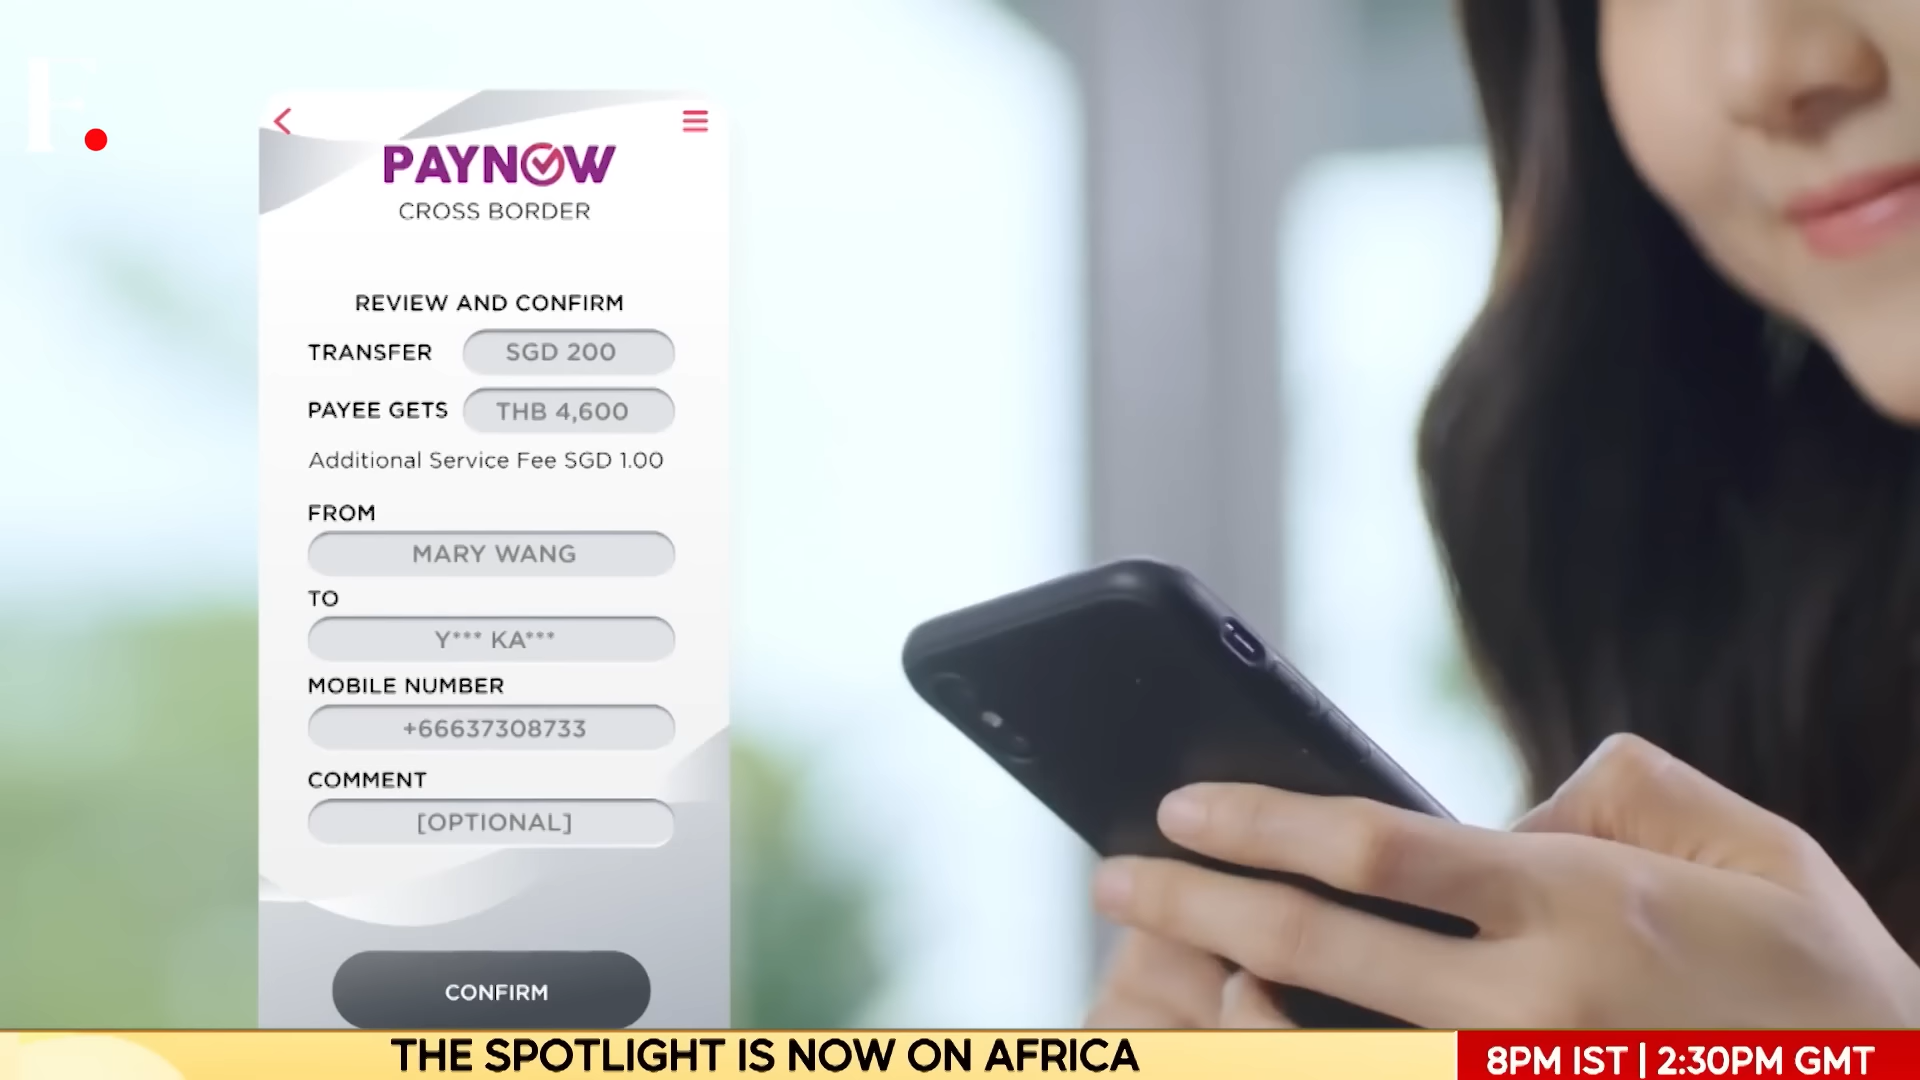 F.
PAYNOW
CROSS BORDER
REVIEW AND CONFIRM
TRANSFER SGD 200
PAYEE GETS THB 4,600
Additional Service Fee SGD 1.00
FROM
MARY WANG
TO
Y*** KA***
MOBILE NUMBER
+66637308733
COMMENT
[OPTIONAL]
CONFIRM
THE SPOTLIGHT IS NOW ON AFRICA
8PM IST | 2:30PM GMT